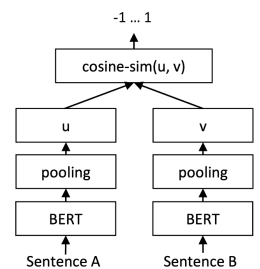 -1 ... 1
cosine-sim(u, v)
u v
pooling pooling
BERT BERT
Sentence A Sentence B